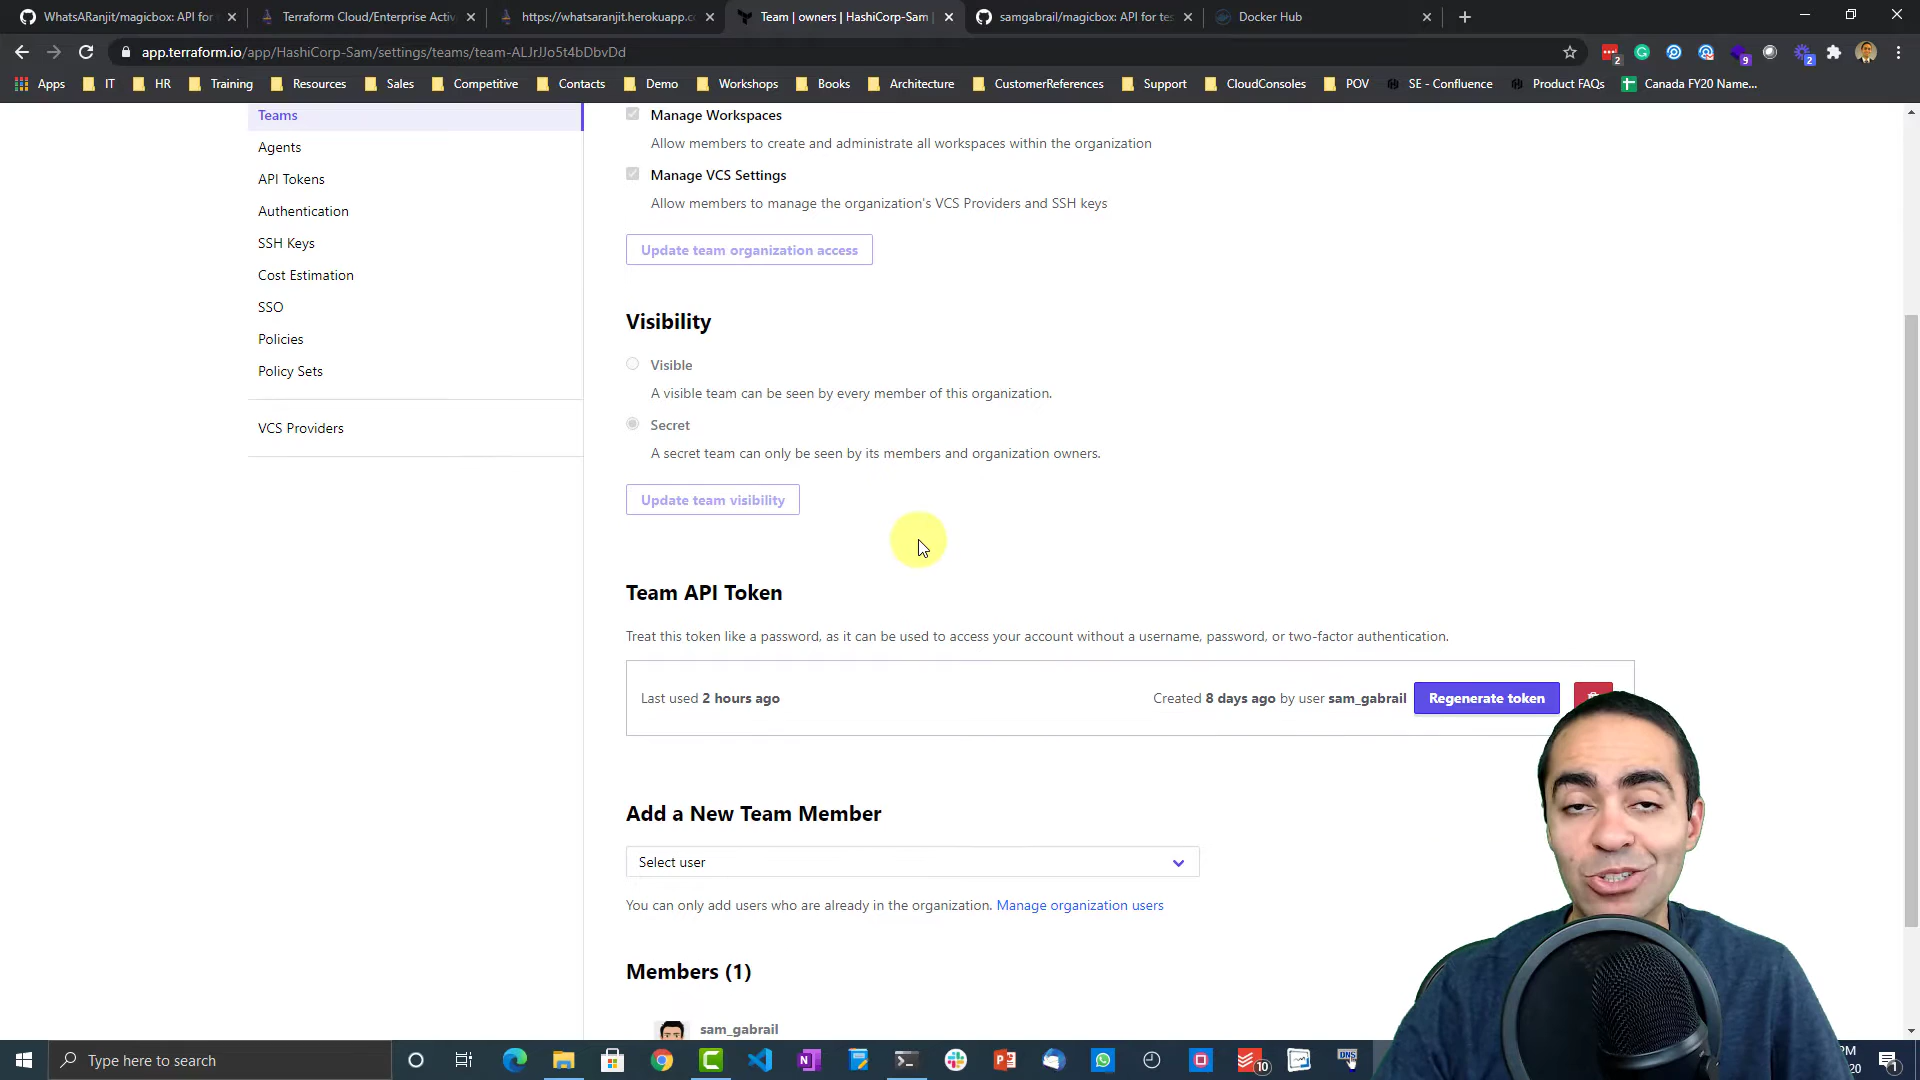 WhatsARanjit/magicbox: API for
Terraform Cloud/Enterprise Activ
https://whatsaranjit.herokuapp.c
Team | owners | HashiCorp-Sam
samgabrail/magicbox: API for tes
Docker Hub
app.terraform.io/app/HashiCorp-Sam/settings/teams/team-ALJrJJo5t4bDbvDd
2
9
2
Apps
IT
HR
Training
Resources
Sales
Competitive
Contacts
Demo
Workshops
Books
Architecture
CustomerReferences
Support
CloudConsoles
POV
SE - Confluence
Product FAQs
Canada FY20 Name...
Teams
Agents
API Tokens
Authentication
SSH Keys
Cost Estimation
SSO
Policies
Policy Sets
VCS Providers
Manage Workspaces
Allow members to create and administrate all workspaces within the organization
Manage VCS Settings
Allow members to manage the organization's VCS Providers and SSH keys
Update team organization access
Visibility
Visible
A visible team can be seen by every member of this organization.
Secret
A secret team can only be seen by its members and organization owners.
Update team visibility
Team API Token
Treat this token like a password, as it can be used to access your account without a username, password, or two-factor authentication.
Last used 2 hours ago
Created 8 days ago by user sam_gabrail
Regenerate token
Add a New Team Member
Select user
You can only add users who are already in the organization. Manage organization users
Members (1)
sam_gabrail
Type here to search
10
DNS
PM
20
1